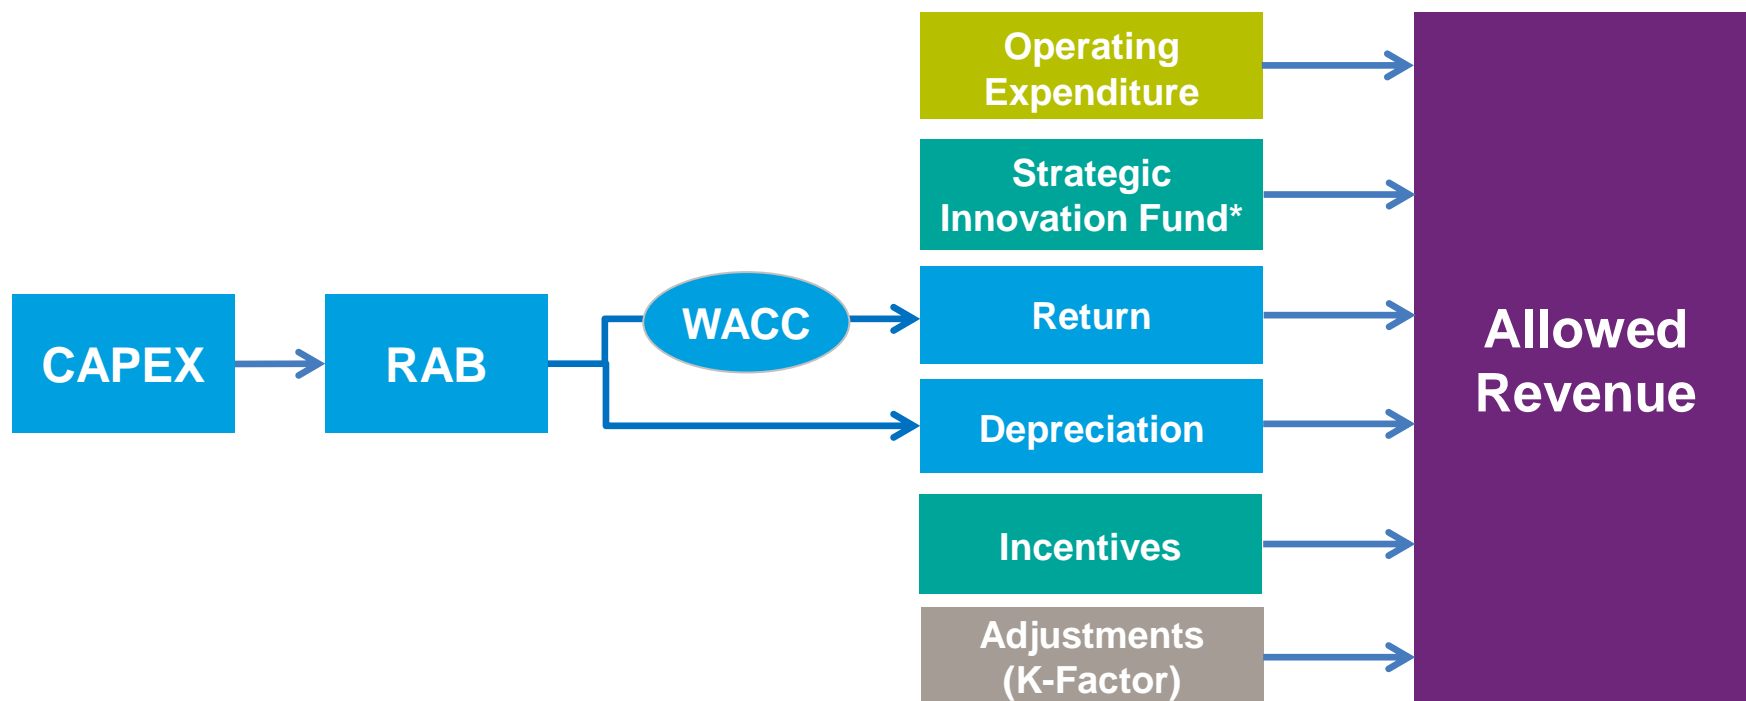 CAPEX
RAB
WACC
Operating
Expenditure
Strategic
Innovation Fund*
Return
Depreciation
Incentives
Adjustments
(K-Factor)
Allowed
Revenue